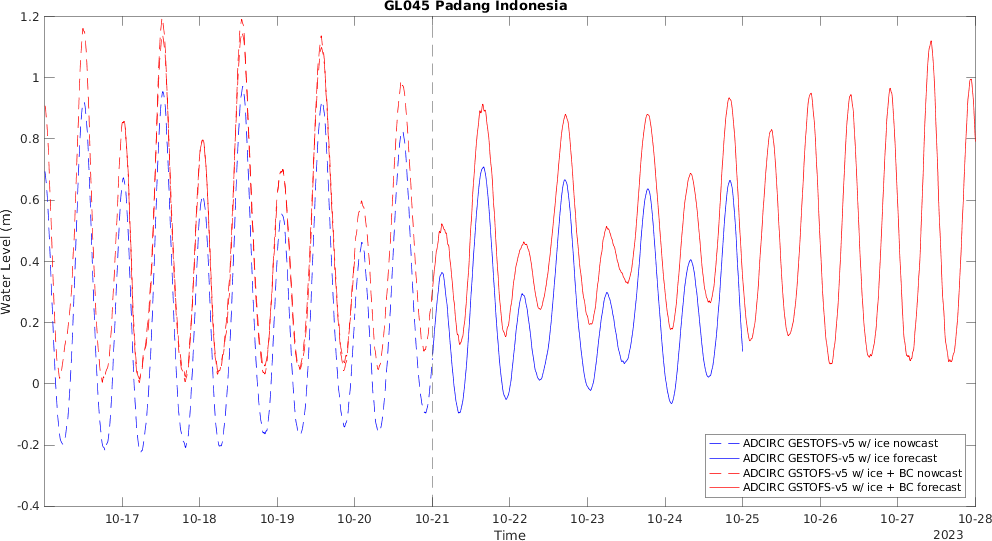 GL045 Padang Indonesia
Water Level (m)
1.2
1
0.8
0.6
0.4
0.2
0
-0.2
-0.4
10-17 10-18 10-19 10-20 10-21 10-22 10-23 10-24 10-25 10-26 10-27 10-28
Time
2023
ADCIRC GESTOFS-v5 w/ ice nowcast
ADCIRC GESTOFS-v5 w/ ice forecast
ADCIRC GSTOFS-v5 w/ ice + BC nowcast
ADCIRC GSTOFS-v5 w/ ice + BC forecast